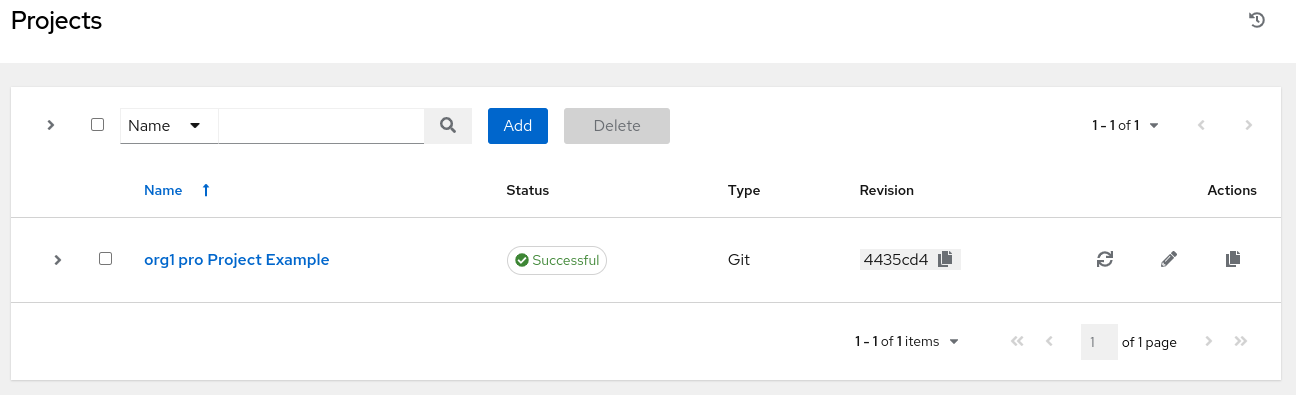 Projects
Name Add Delete 1 - 1 of 1
Name Status Type Revision Actions
org1 pro Project Example Successful Git 4435cd4
1 - 1 of 1 items 1 of 1 page